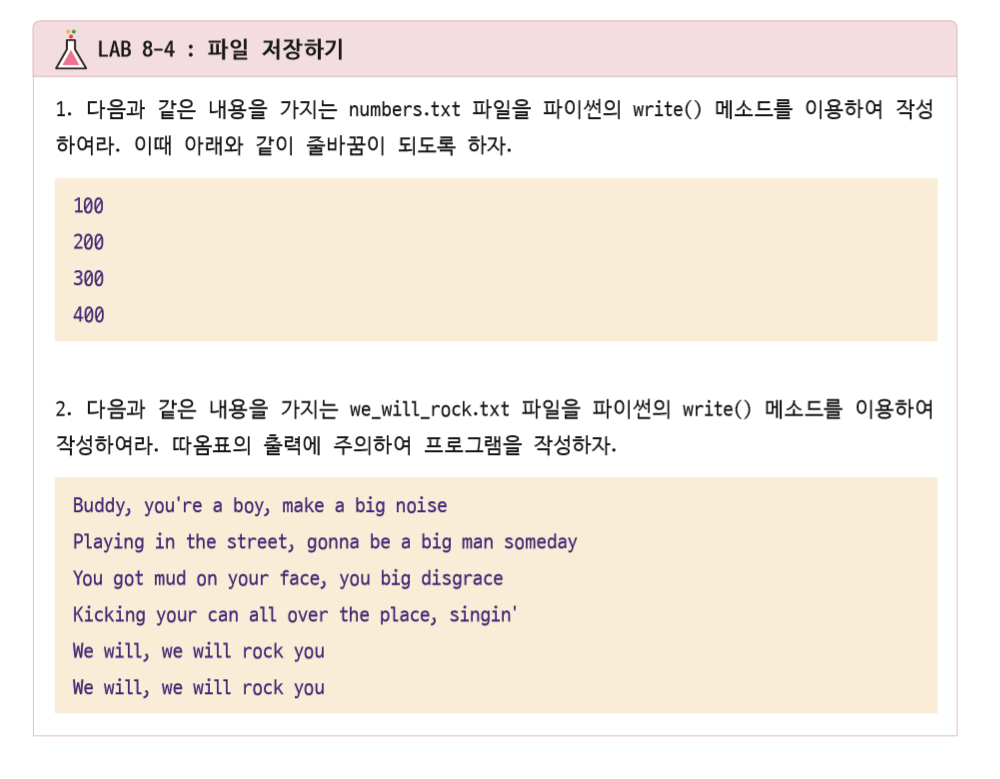 LAB 8-4 : 파일 저장하기
1. 다음과 같은 내용을 가지는 numbers.txt 파일을 파이썬의 write() 메소드를 이용하여 작성
하여라. 이때 아래와 같이 줄바꿈이 되도록 하자.
100
200
300
400
2. 다음과 같은 내용을 가지는 we_will_rock.txt 파일을 파이썬의 write() 메소드를 이용하여
작성하여라. 따옴표의 출력에 주의하여 프로그램을 작성하자.
Buddy, you're a boy, make a big noise
Playing in the street, gonna be a big man someday
You got mud on your face, you big disgrace
Kicking your can all over the place, singin'
We will, we will rock you
We will, we will rock you